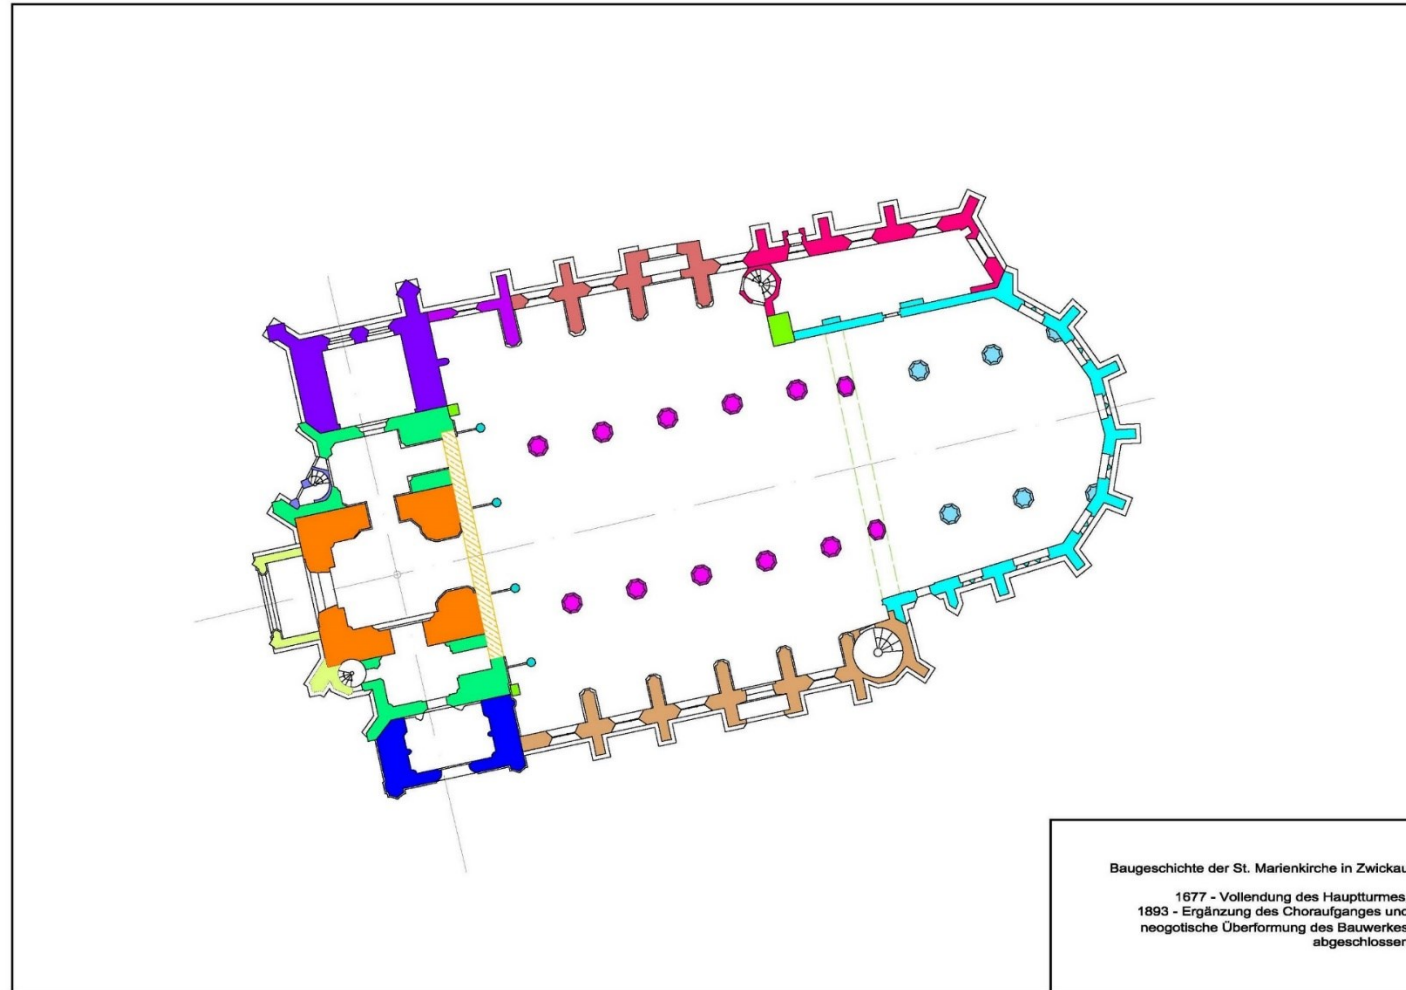 Baugeschichte der St. Marienkirche in Zwickau
1677 - Vollendung des Hauptturmes
1893 - Ergänzung des Choraufganges und
neogotische Überformung des Bauwerkes
abgeschlossen